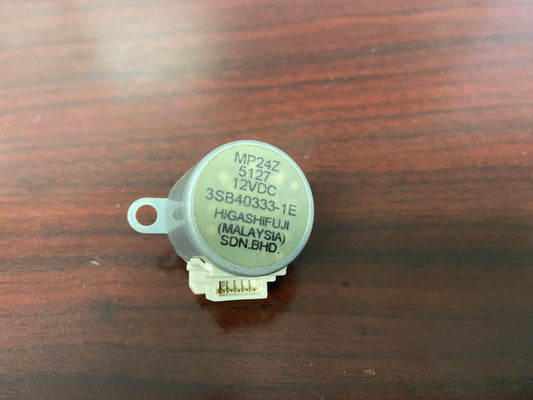 MP24Z
5127
12VDC
3SB40333-1E
HIGASHIFUJI
(MALAYSIA)
SDN.BHD.